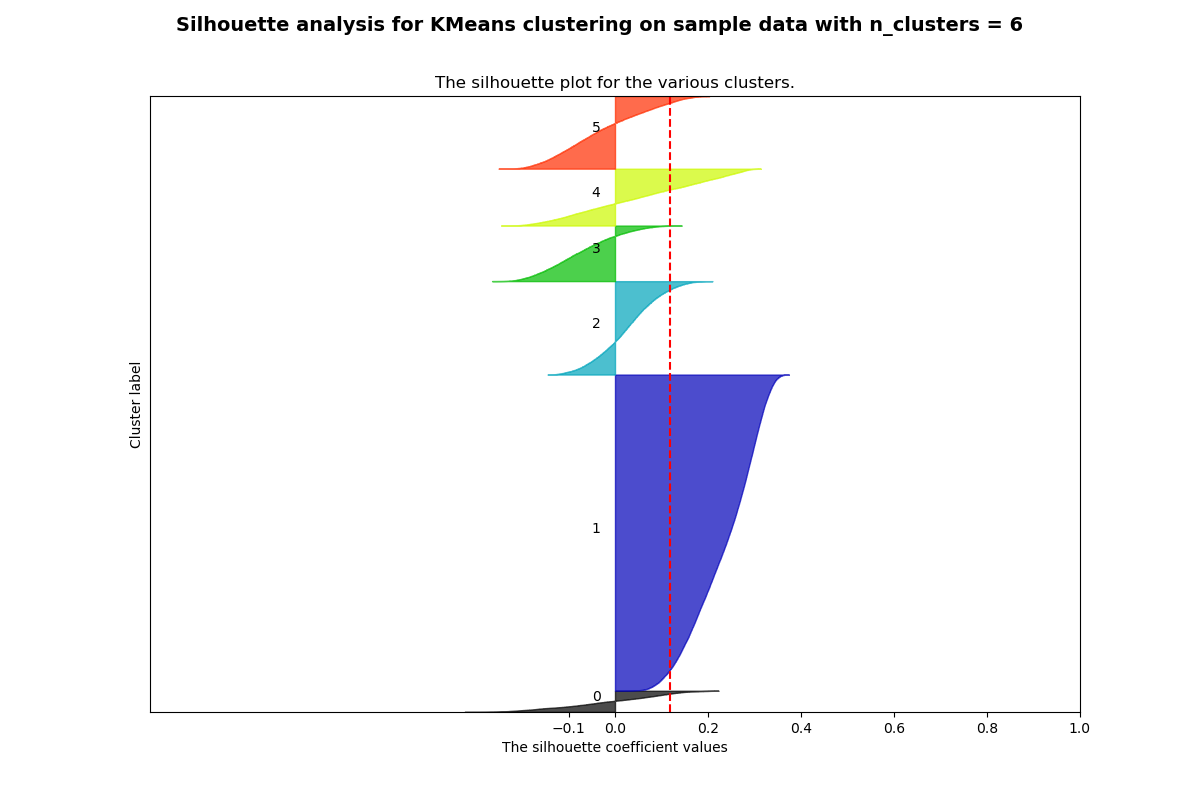 Silhouette analysis for KMeans clustering on sample data with n_clusters = 6
The silhouette plot for the various clusters.
5
4
3
2
1
0
Cluster label
−0.1 0.0 0.2 0.4 0.6 0.8 1.0
The silhouette coefficient values